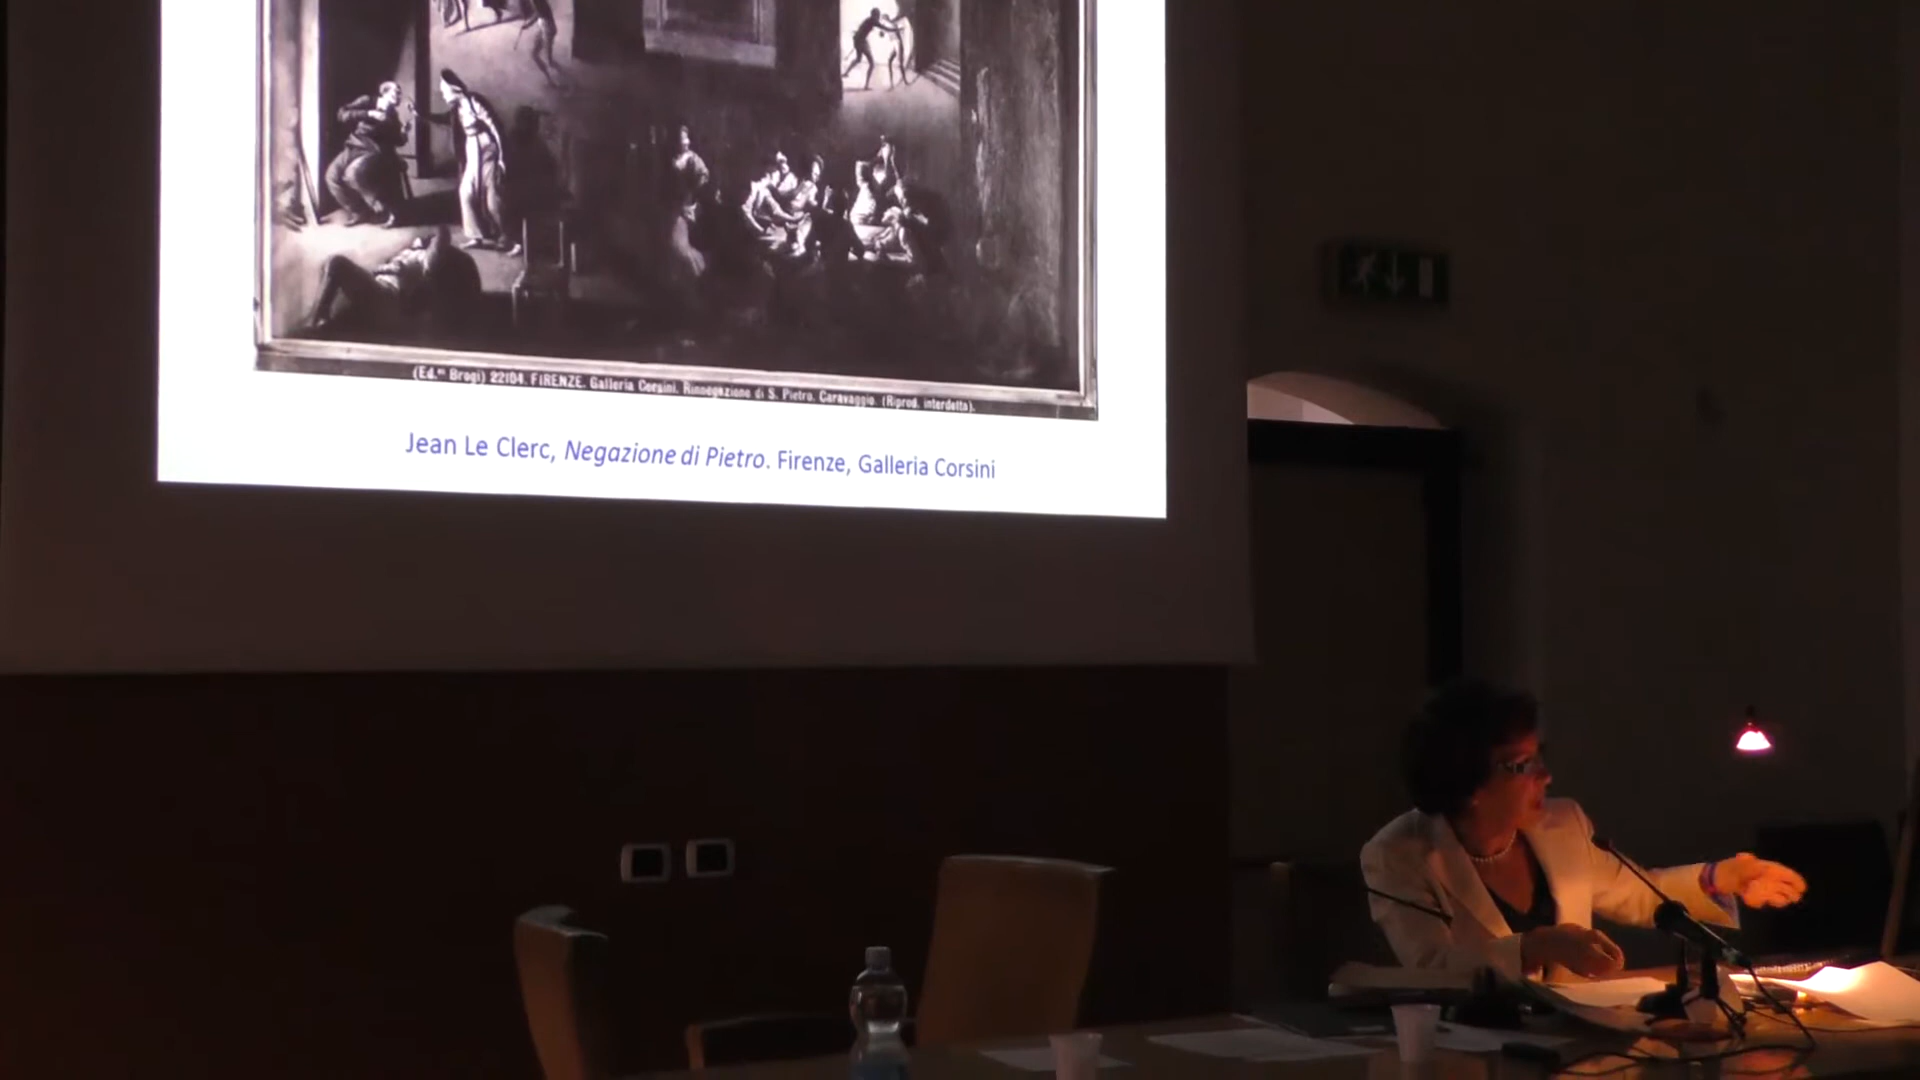 (Ed.ne Brogi) 22104. FIRENZE. Galleria Corsini. Rinnegazione di S. Pietro. Caravaggio. (Riprod. interdetta).
Jean Le Clerc, Negazione di Pietro. Firenze, Galleria Corsini